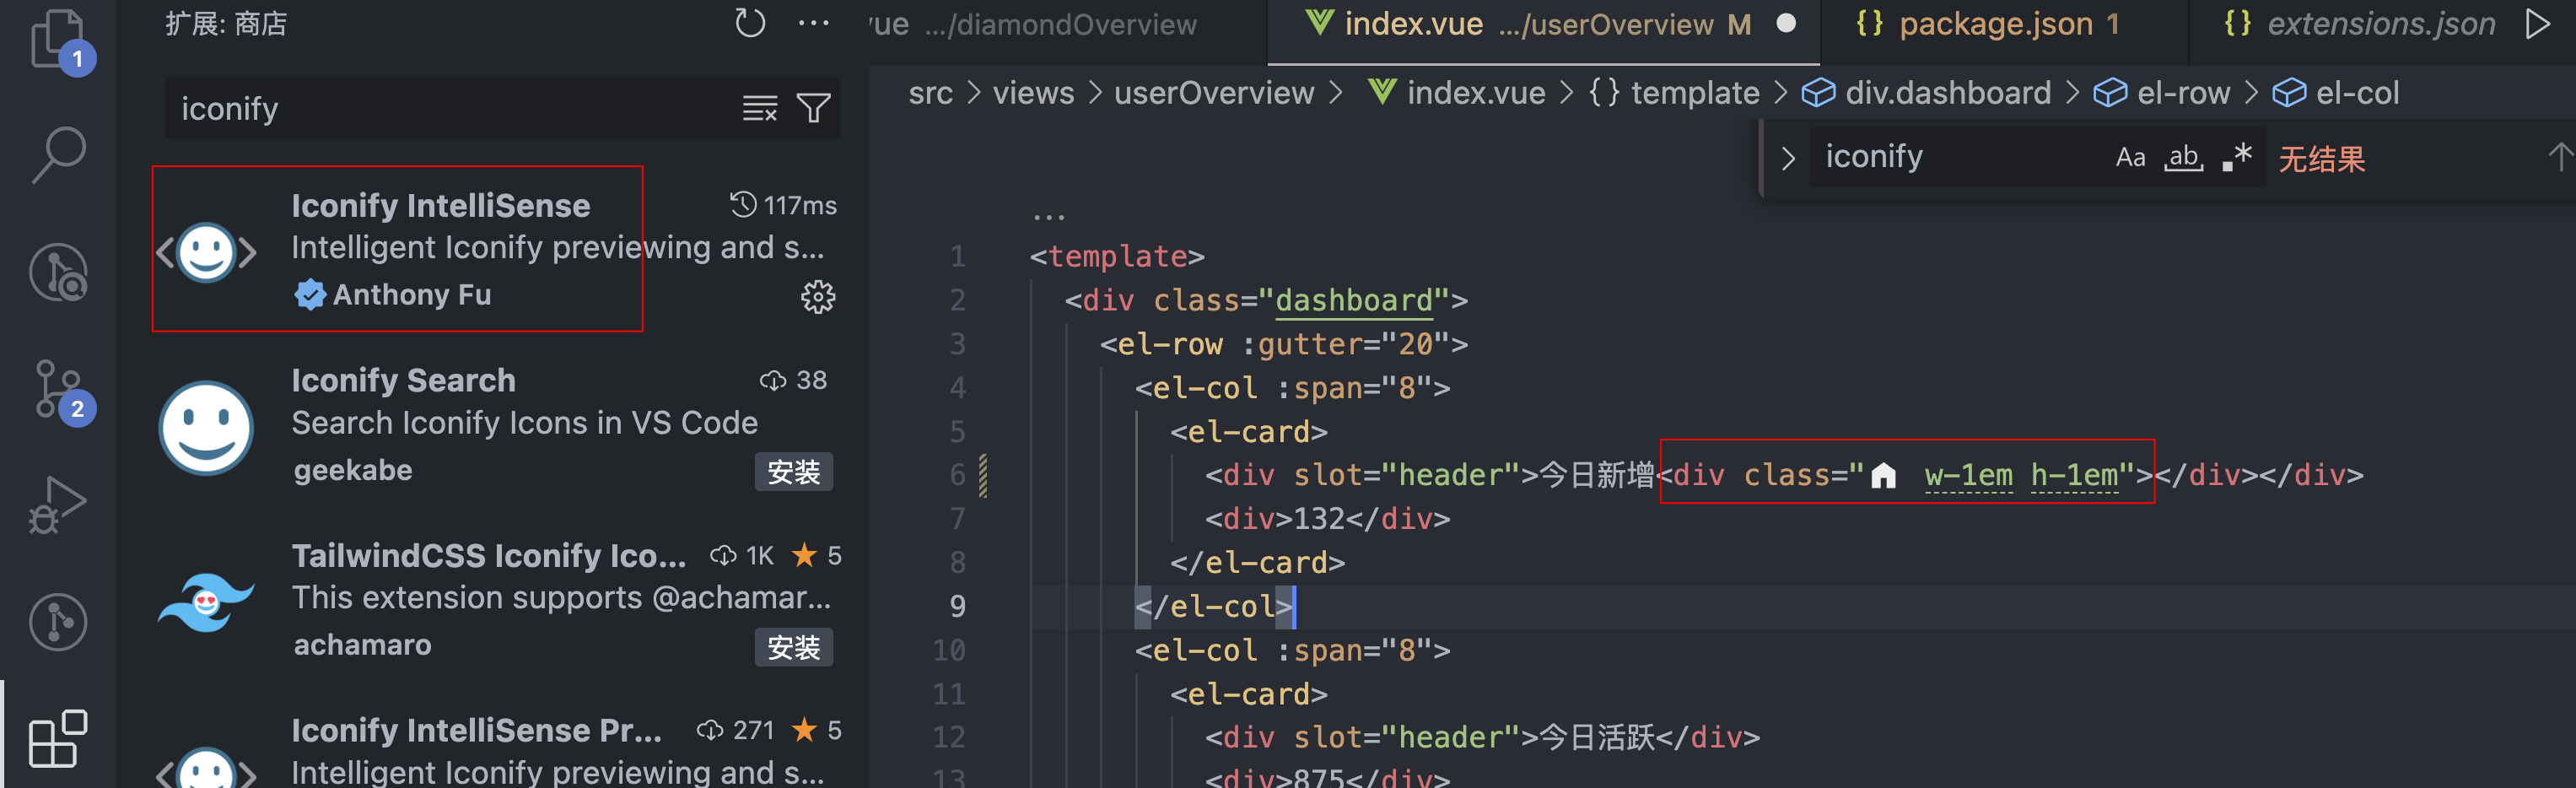 扩展: 商店
iconify
Iconify IntelliSense 117ms
Intelligent Iconify previewing and s...
Anthony Fu
Iconify Search 38
Search Iconify Icons in VS Code
geekabe 安装
TailwindCSS Iconify Ico... 1K ★ 5
This extension supports @achamar...
achamaro 安装
Iconify IntelliSense Pr... 271 ★ 5
Intelligent Iconify previewing and s...
1
2
vue .../diamondOverview
index.vue .../userOverview M
package.json 1
extensions.json
src > views > userOverview > index.vue > {} template > div.dashboard > el-row > el-col
iconify Aa ab .* 无结果
...
1 <template>
2 <div class="dashboard">
3 <el-row :gutter="20">
4 <el-col :span="8">
5 <el-card>
6 <div slot="header">今日新增<div class=" w-1em h-1em"></div></div>
7 <div>132</div>
8 </el-card>
9 </el-col>
10 <el-col :span="8">
11 <el-card>
12 <div slot="header">今日活跃</div>
13 <div>875</div>